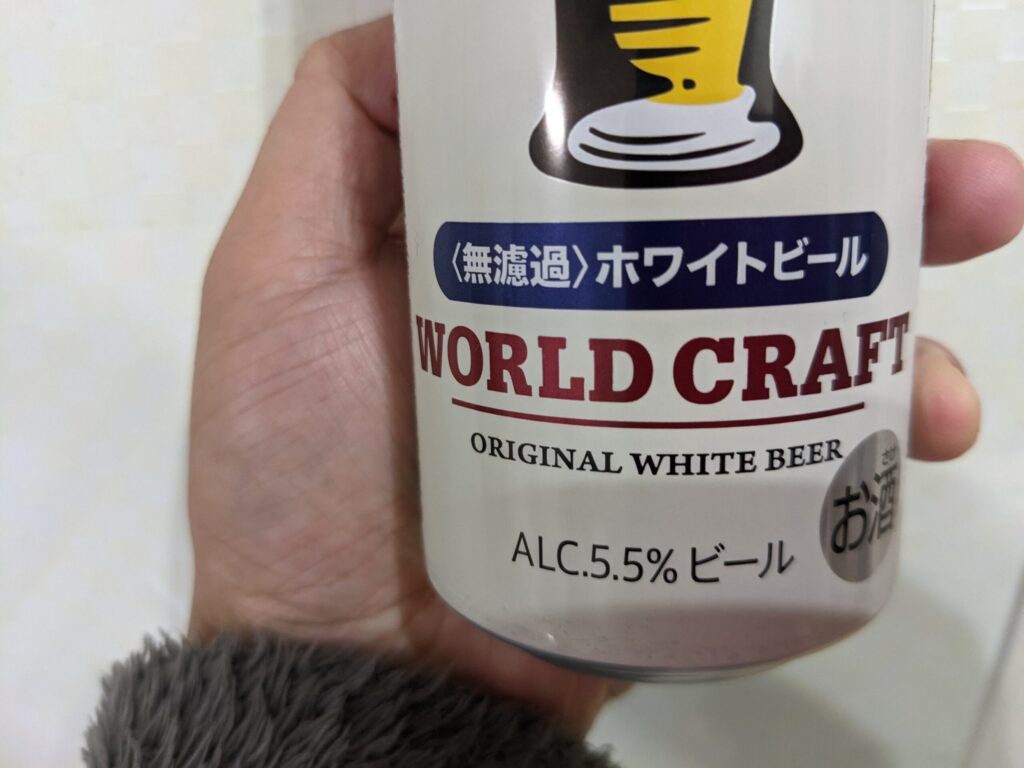 〈無濾過〉ホワイトビール
WORLD CRAFT
ORIGINAL WHITE BEER
お酒
ALC.5.5% ビール